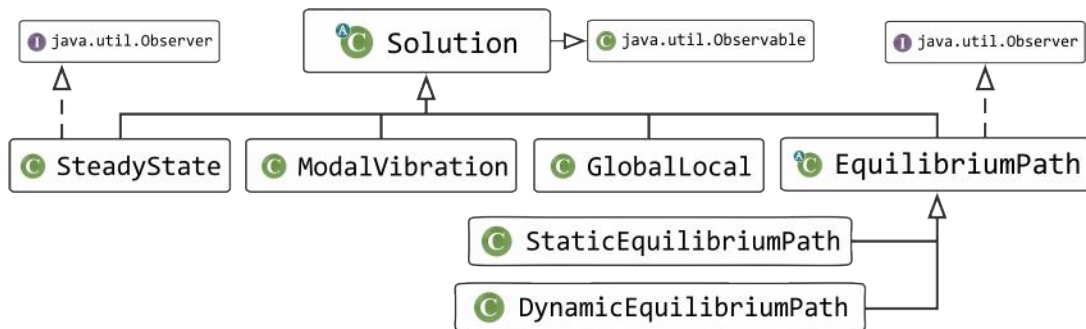 I java.util.Observer
A C Solution
C java.util.Observable
I java.util.Observer
C SteadyState
C ModalVibration
C GlobalLocal
A C EquilibriumPath
C StaticEquilibriumPath
C DynamicEquilibriumPath